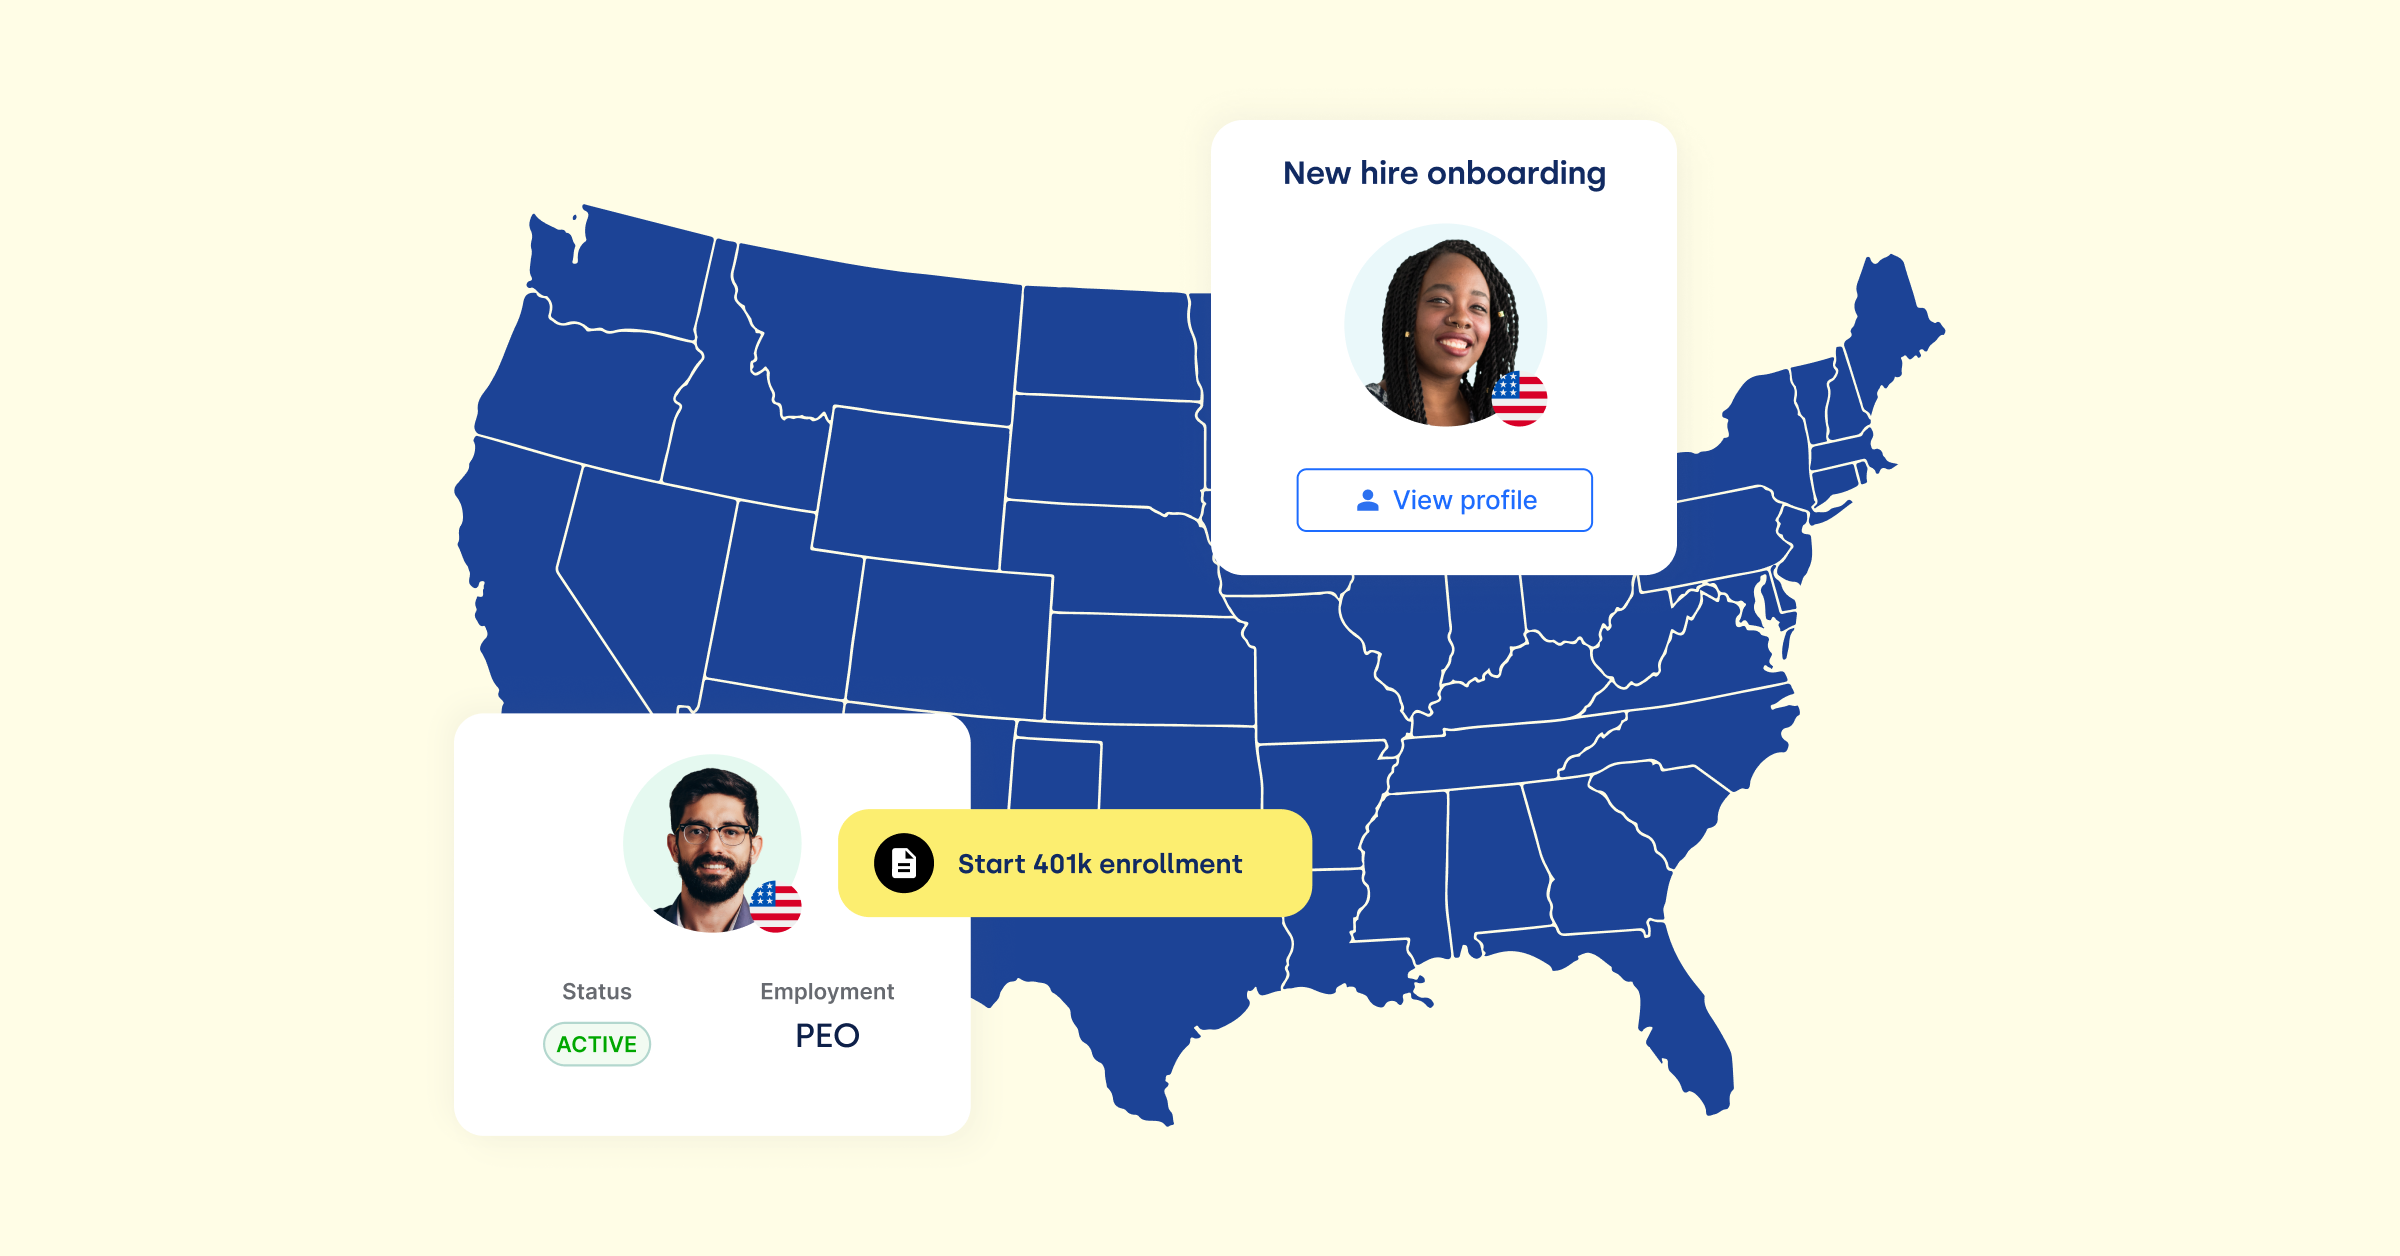 New hire onboarding
View profile
Start 401k enrollment
Status
Employment
ACTIVE
PEO